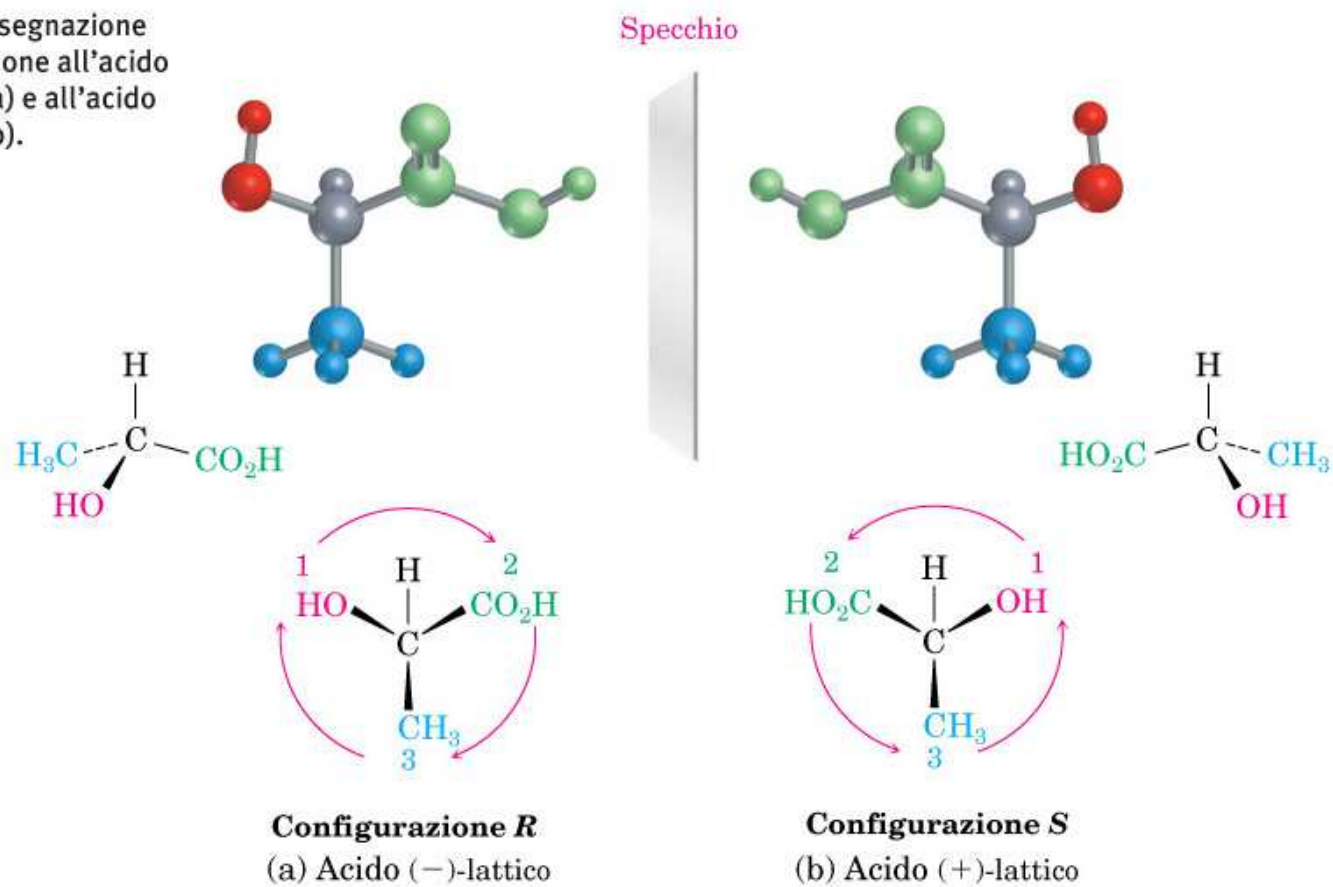 segnazione
one all'acido
a) e all'acido
o).
Specchio
H
H₃C C CO₂H
HO
H
HO₂C C CH₃
OH
1 2
H
HO CO₂H
C
CH₃
3
2 1
H
HO₂C OH
C
CH₃
3
Configurazione R
(a) Acido (−)-lattico
Configurazione S
(b) Acido (+)-lattico